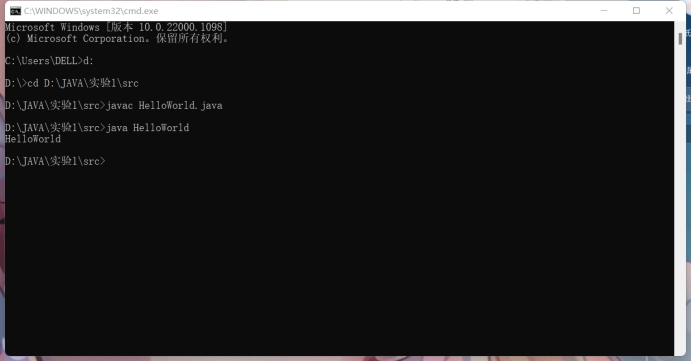 C:\WINDOWS\system32\cmd.exe
Microsoft Windows [版本 10.0.22000.1098]
(c) Microsoft Corporation。保留所有权利。
C:\Users\DELL>d:
D:\>cd D:\JAVA\实验1\src
D:\JAVA\实验1\src>javac HelloWorld.java
D:\JAVA\实验1\src>java HelloWorld
HelloWorld
D:\JAVA\实验1\src>